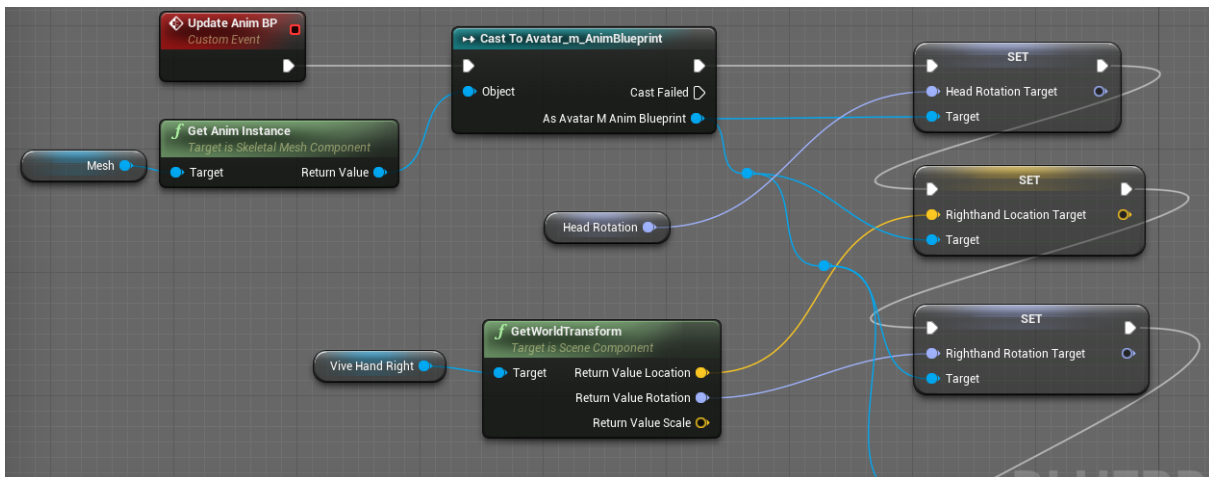 Update Anim BP
Custom Event
Cast To Avatar_m_AnimBlueprint
Object
Cast Failed
As Avatar M Anim Blueprint
SET
Head Rotation Target
Target
f Get Anim Instance
Target is Skeletal Mesh Component
Target
Return Value
Mesh
Head Rotation
SET
Righthand Location Target
Target
f GetWorldTransform
Target is Scene Component
Target
Return Value Location
Return Value Rotation
Return Value Scale
Vive Hand Right
SET
Righthand Rotation Target
Target